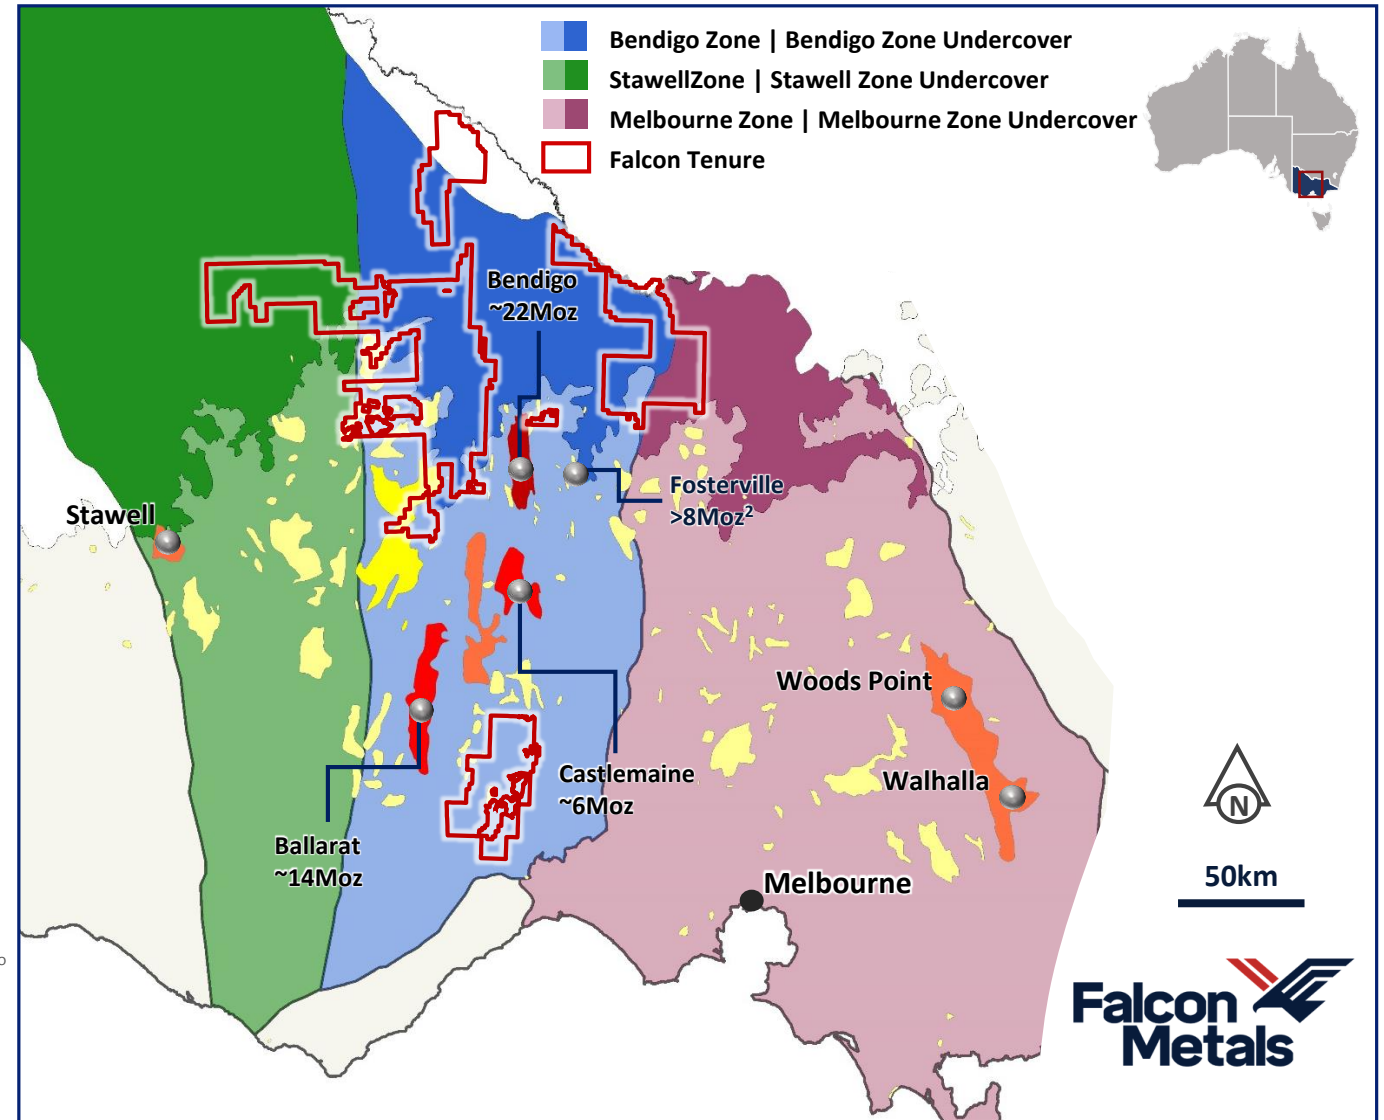 Bendigo Zone | Bendigo Zone Undercover
StawellZone | Stawell Zone Undercover
Melbourne Zone | Melbourne Zone Undercover
Falcon Tenure
Bendigo
~22Moz
Fosterville
>8Moz²
Stawell
Woods Point
Castlemaine
~6Moz
Walhalla
Ballarat
~14Moz
Melbourne
N
50km
Falcon
Metals
o